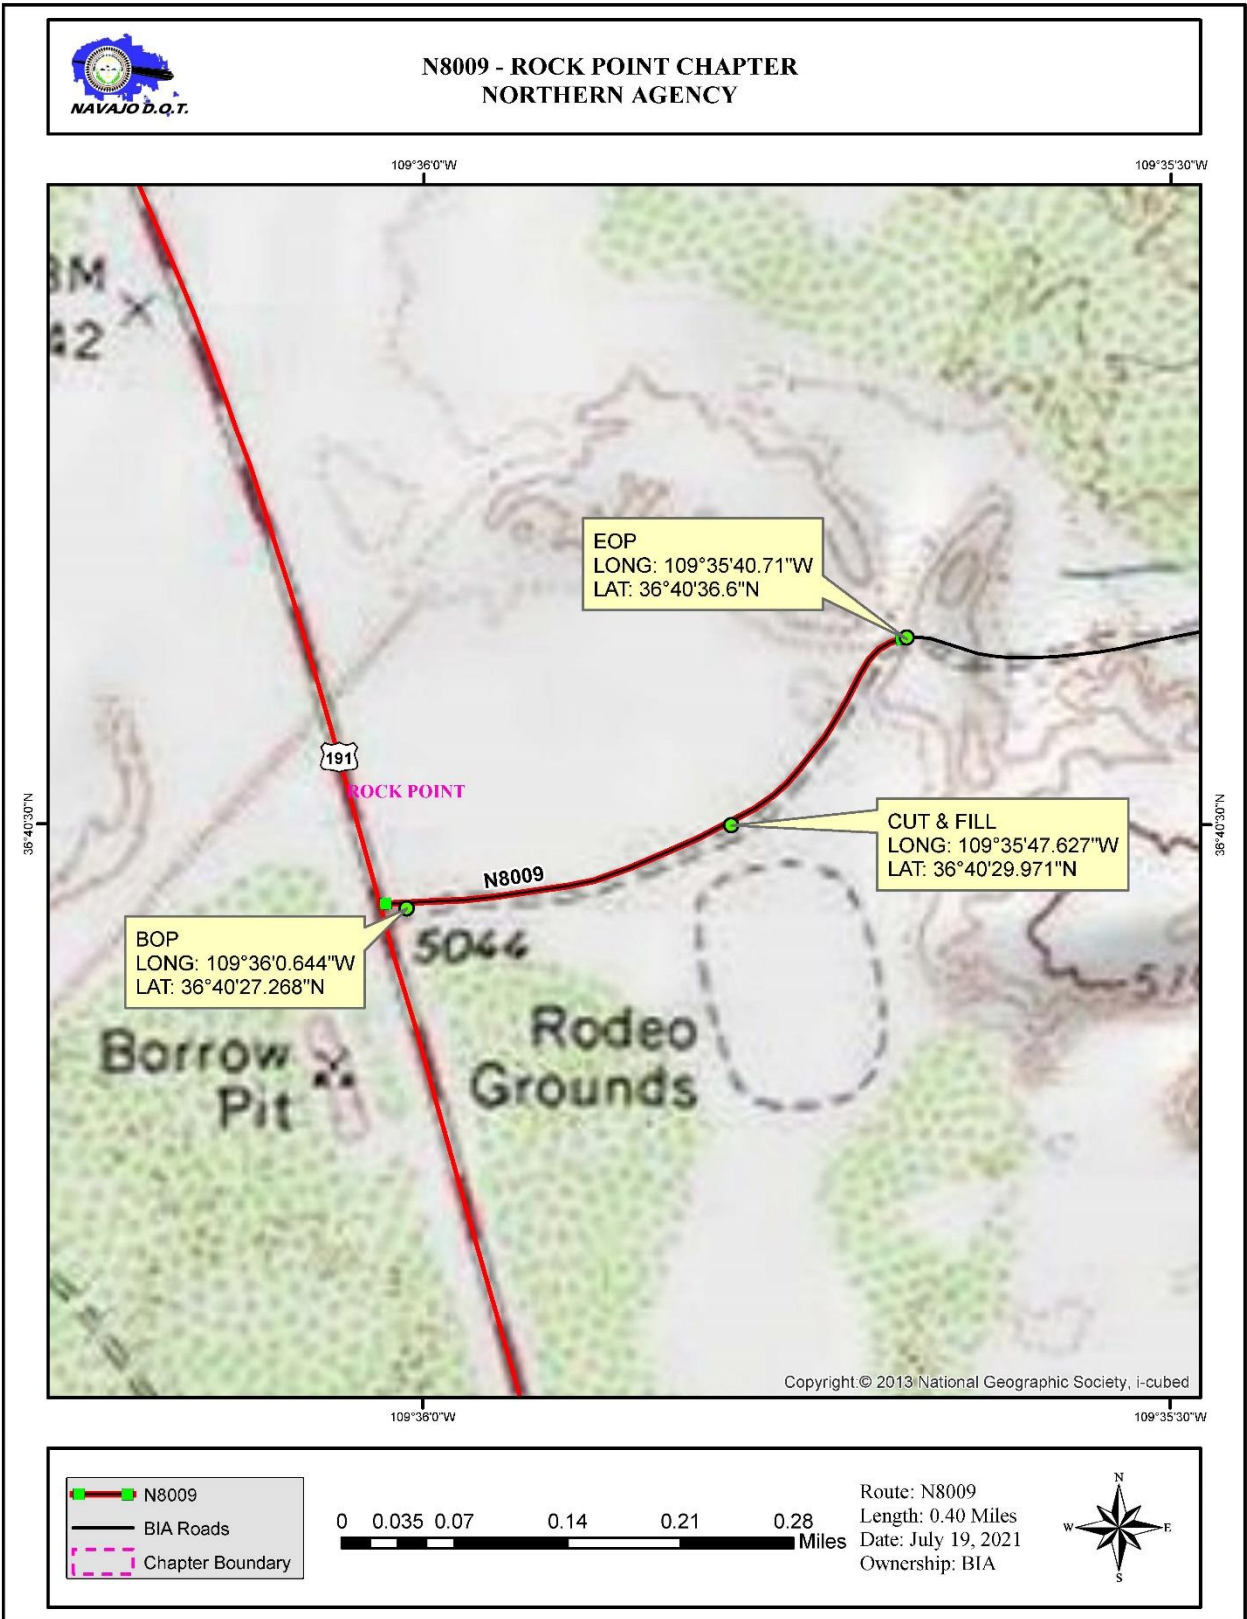 NAVAJO D.O.T.
N8009 - ROCK POINT CHAPTER
NORTHERN AGENCY
109°36'0"W
109°35'30"W
42
EOP
LONG: 109°35'40.71"W
LAT: 36°40'36.6"N
191
ROCK POINT
36°40'30"N
36°40'30"N
CUT & FILL
LONG: 109°35'47.627"W
LAT: 36°40'29.971"N
N8009
BOP
LONG: 109°36'0.644"W
LAT: 36°40'27.268"N
5044
Rodeo
Grounds
Borrow
Pit
Copyright:© 2013 National Geographic Society, i-cubed
109°36'0"W
109°35'30"W
N8009
BIA Roads
Chapter Boundary
0 0.035 0.07 0.14 0.21 0.28
Miles
Route: N8009
Length: 0.40 Miles
Date: July 19, 2021
Ownership: BIA
N
W
E
S